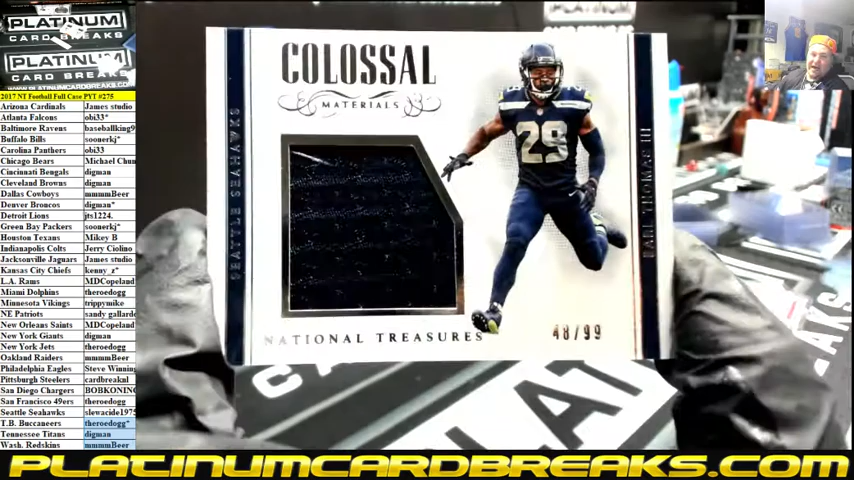 PLATINUM
CARD BREAKS
PLATINUM
CARD BREAKS
WWW.PLATINUMCARDBREAKS.COM
2017 NT Football Full Case PYT #275
Arizona Cardinals James studio
Atlanta Falcons obi33*
Baltimore Ravens baseballking9
Buffalo Bills soonerkj*
Carolina Panthers obi33
Chicago Bears Michael Chun
Cincinnati Bengals digman
Cleveland Browns digman
Dallas Cowboys mmmmBeer
Denver Broncos digman*
Detroit Lions jts1224.
Green Bay Packers soonerkj*
Houston Texans Mikey B
Indianapolis Colts Jerry Ciolino
Jacksonville Jaguars James studio
Kansas City Chiefs kenny_z*
L.A. Rams MDCopeland
Miami Dolphins theroedogg
Minnesota Vikings trippymike
NE Patriots sandy gallard
New Orleans Saints MDCopeland
New York Giants digman
New York Jets theroedogg
Oakland Raiders mmmmBeer
Philadelphia Eagles Steve Winning
Pittsburgh Steelers cardbreaknl
San Diego Chargers BOBKONING
San Francisco 49ers theroedogg
Seattle Seahawks slewacide1975
T.B. Buccaneers theroedogg*
Tennessee Titans digman
Wash. Redskins mmmmBeer
COLOSSAL
MATERIALS
SEATTLE SEAHAWKS
29
EARL THOMAS III
NATIONAL TREASURES
48/99
PLATINUMCARDBREAKS.COM